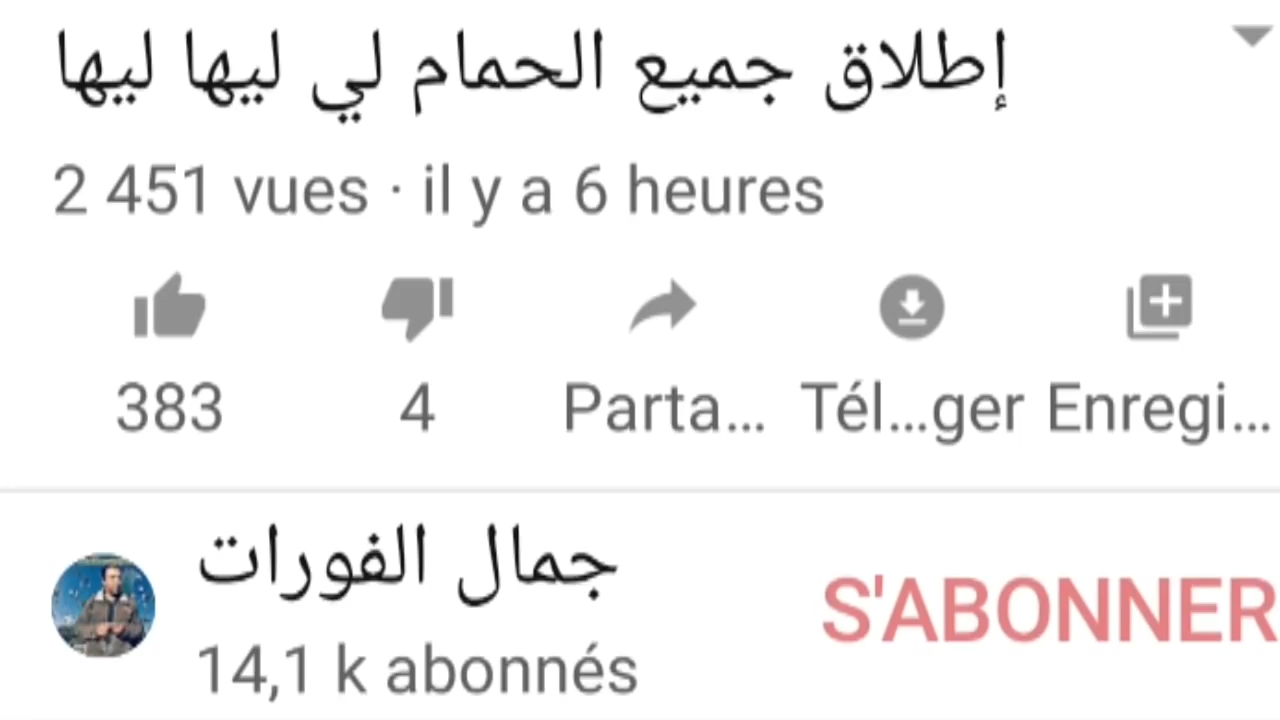 إطلاق جميع الحمام لي ليها ليها
2 451 vues · il y a 6 heures
383 4 Parta... Tél...ger Enregi...
جمال الفورات
S'ABONNER
14,1 k abonnés